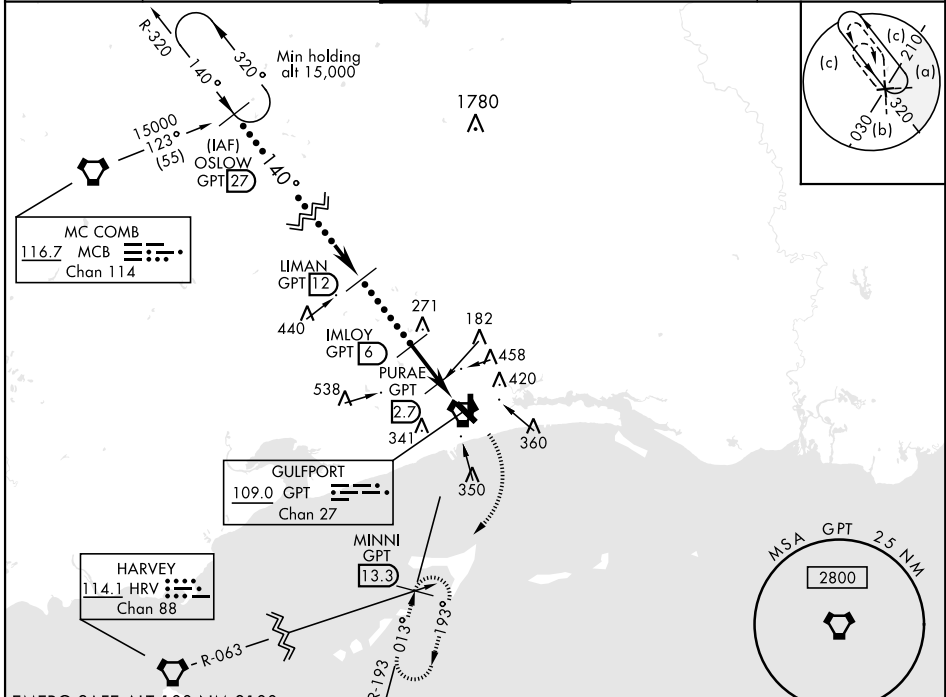 R-320
140°
320°
Min holding
alt 15,000
1780
(c)
(c)
210
(a)
320
(b)
030
15000
123°
(55)
(IAF)
OSLOW
GPT 27
140°
MC COMB
116.7 MCB
Chan 114
LIMAN
GPT 12
440
271
182
IMLOY
GPT 6
458
PURAE
GPT
2.7
420
538
341
360
350
GULFPORT
109.0 GPT
Chan 27
MINNI
GPT
13.3
HARVEY
114.1 HRV
Chan 88
R-063
013°
193°
R-193
MSA GPT 25 NM
2800